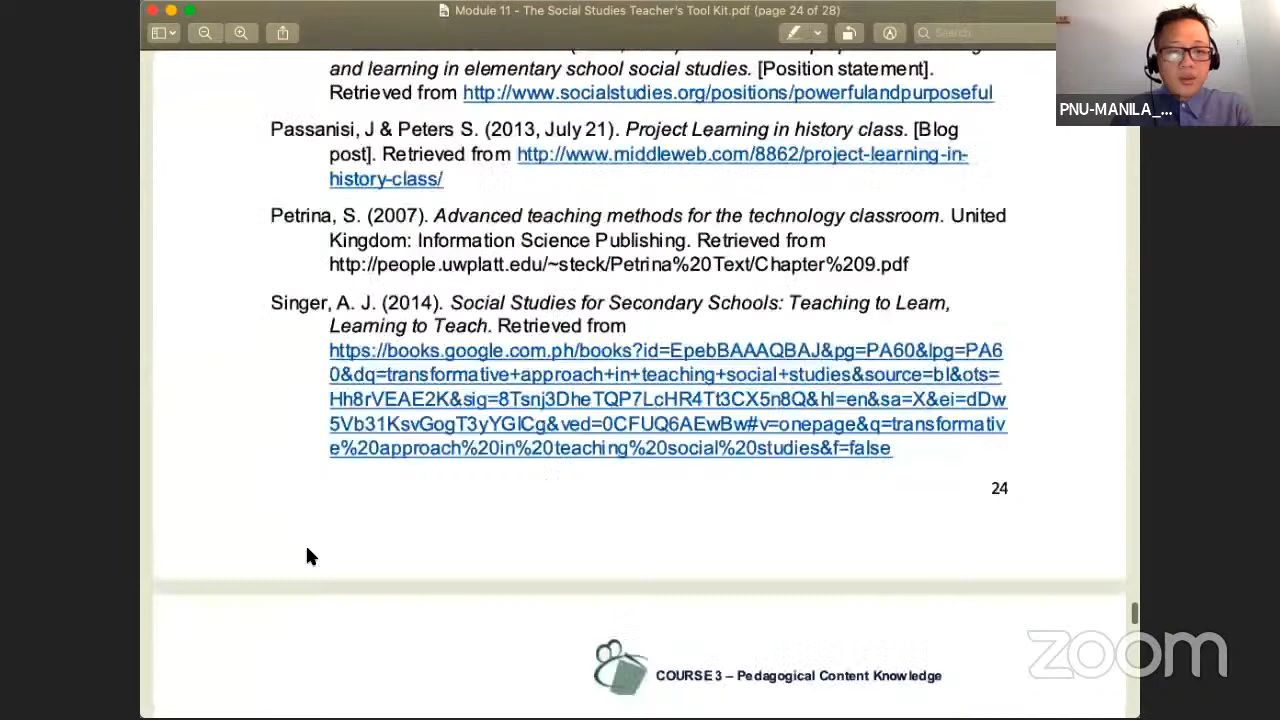 Module 11 - The Social Studies Teacher's Tool Kit.pdf (page 24 of 28)
Search
and learning in elementary school social studies. [Position statement].
Retrieved from http://www.socialstudies.org/positions/powerfulandpurposeful
Passanisi, J & Peters S. (2013, July 21). Project Learning in history class. [Blog
post]. Retrieved from http://www.middleweb.com/8862/project-learning-in-
history-class/
Petrina, S. (2007). Advanced teaching methods for the technology classroom. United
Kingdom: Information Science Publishing. Retrieved from
http://people.uwplatt.edu/~steck/Petrina%20Text/Chapter%209.pdf
Singer, A. J. (2014). Social Studies for Secondary Schools: Teaching to Learn,
Learning to Teach. Retrieved from
https://books.google.com.ph/books?id=EpebBAAAQBAJ&pg=PA60&lpg=PA6
0&dq=transformative+approach+in+teaching+social+studies&source=bl&ots=
Hh8rVEAE2K&sig=8Tsnj3DheTQP7LcHR4Tt3CX5n8Q&hl=en&sa=X&ei=dDw
5Vb31KsvGogT3yYGICg&ved=0CFUQ6AEwBw#v=onepage&q=transformativ
e%20approach%20in%20teaching%20social%20studies&f=false
24
COURSE 3 – Pedagogical Content Knowledge
PNU-MANILA_...
zoom